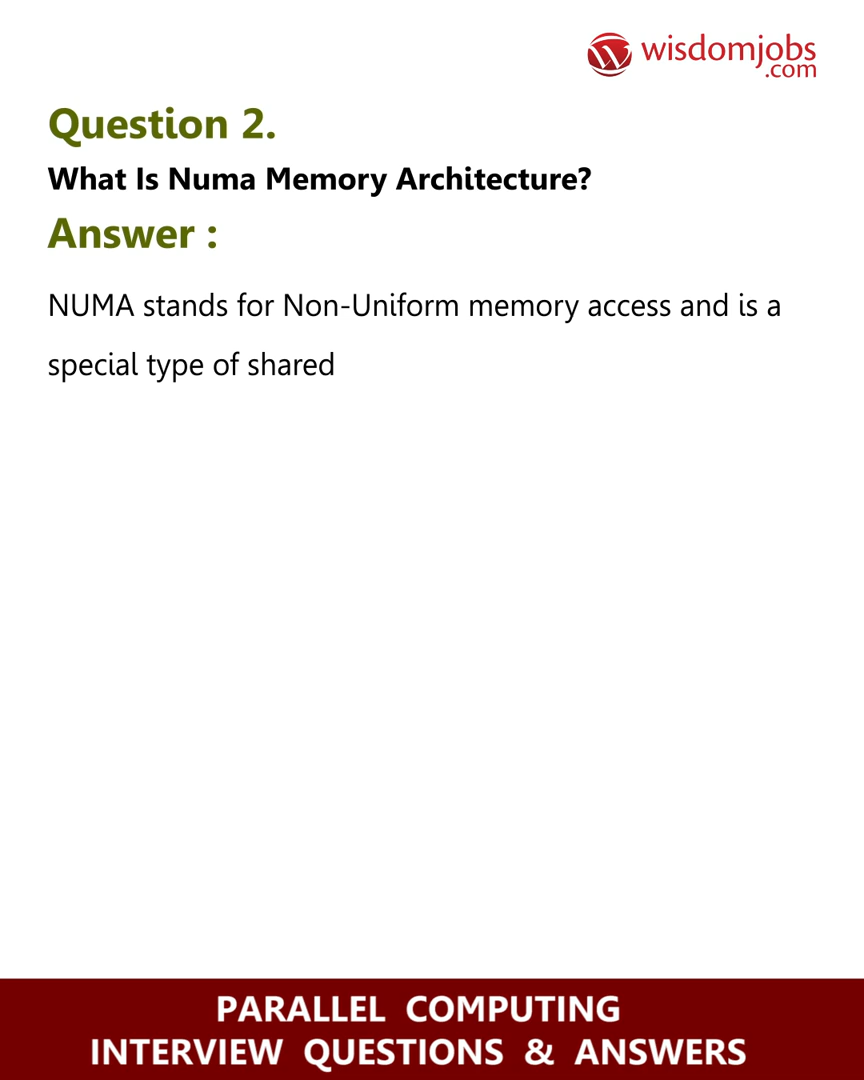 wisdomjobs
.com
Question 2.
What Is Numa Memory Architecture?
Answer :
NUMA stands for Non-Uniform memory access and is a
special type of shared
PARALLEL COMPUTING
INTERVIEW QUESTIONS & ANSWERS